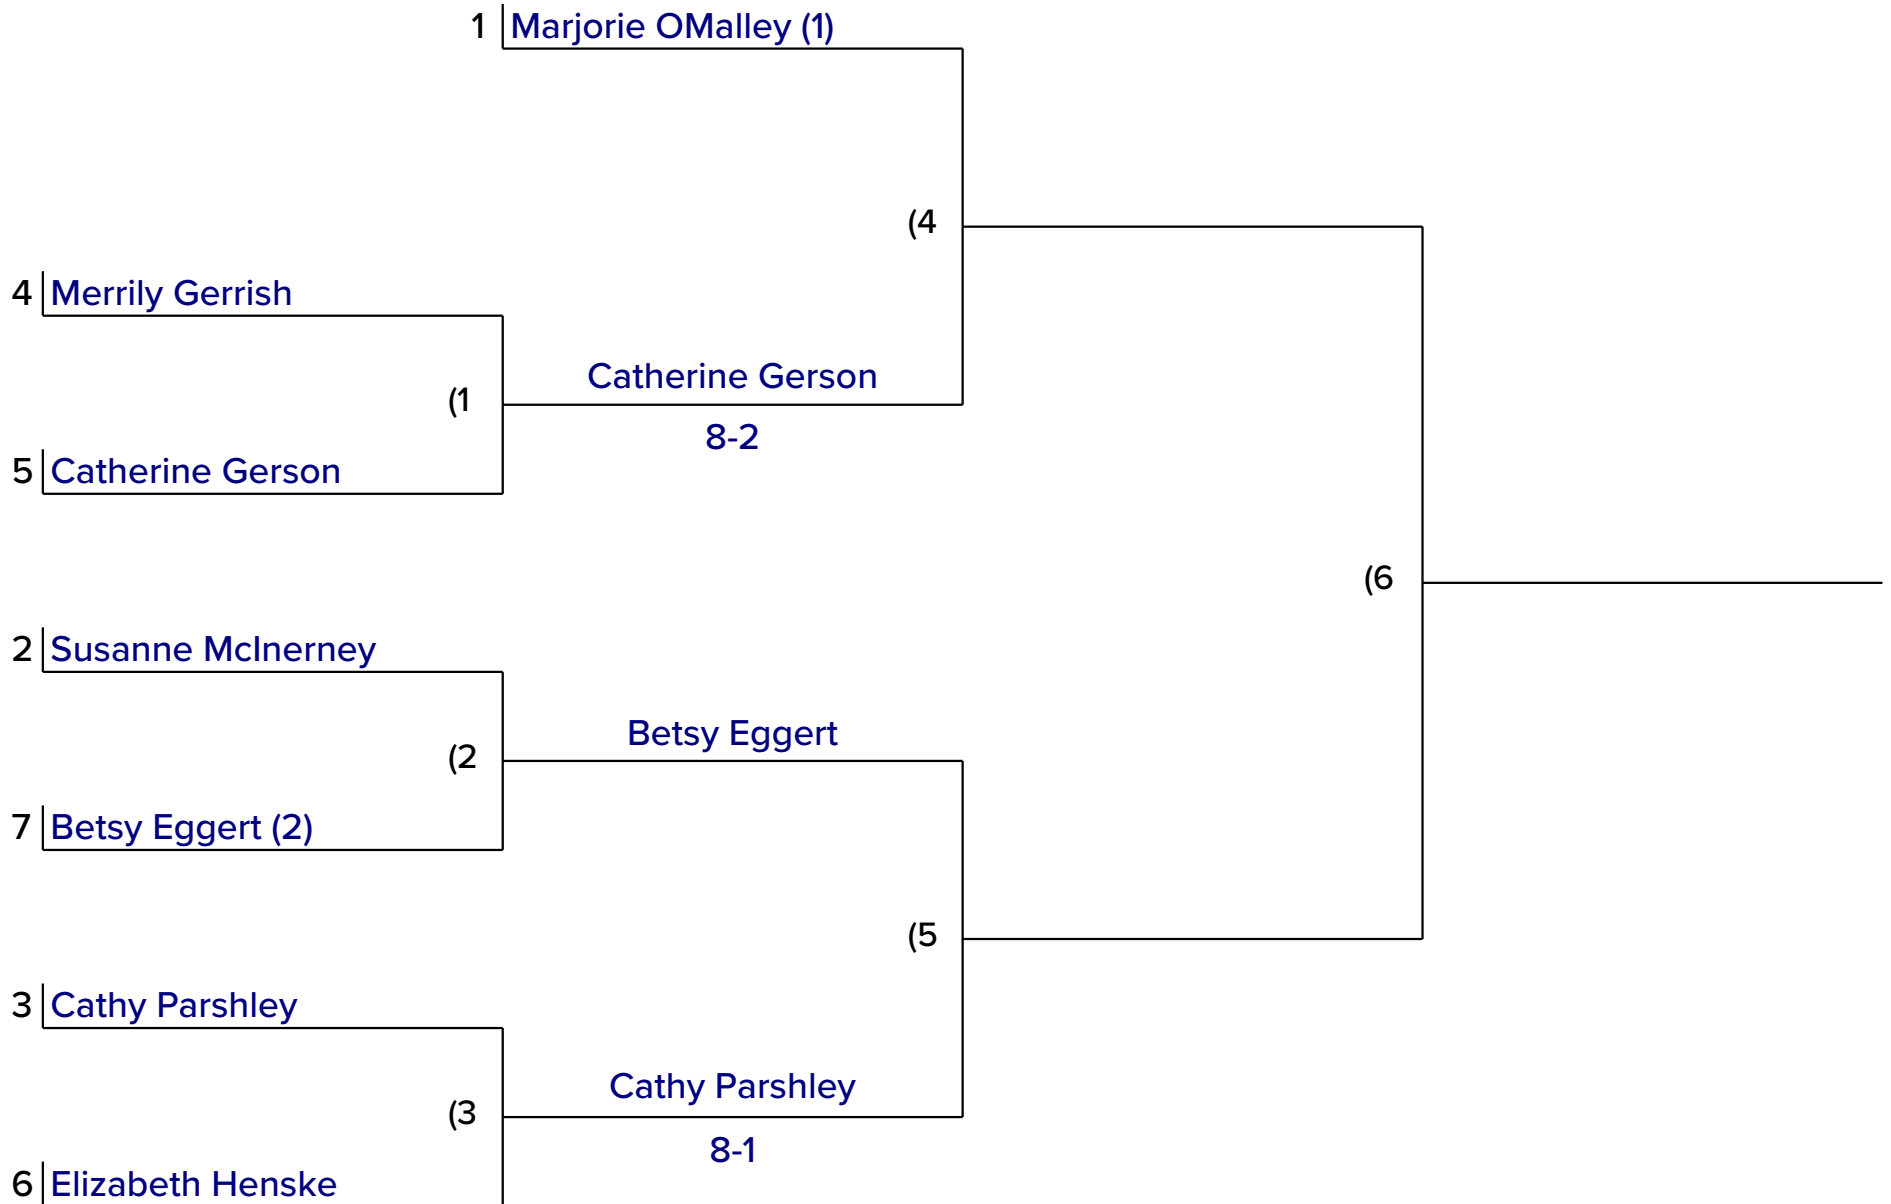 1 Marjorie OMalley (1)
(4
4 Merrily Gerrish
Catherine Gerson
(1
8-2
5 Catherine Gerson
(6
2 Susanne McInerney
Betsy Eggert
(2
7 Betsy Eggert (2)
(5
3 Cathy Parshley
Cathy Parshley
(3
8-1
6 Elizabeth Henske